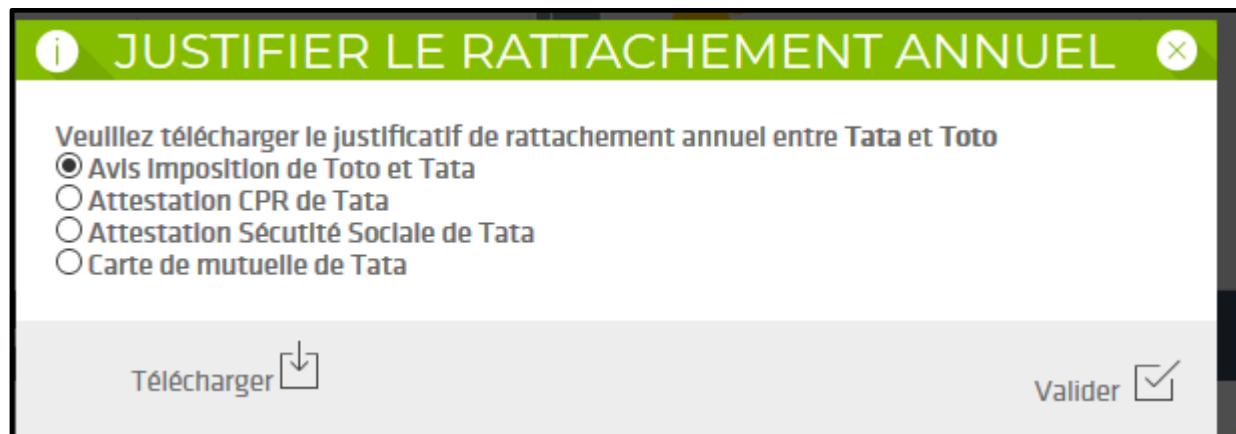 JUSTIFIER LE RATTACHEMENT ANNUEL
Veuillez télécharger le justificatif de rattachement annuel entre Tata et Toto
Avis imposition de Toto et Tata
Attestation CPR de Tata
Attestation Sécutité Sociale de Tata
Carte de mutuelle de Tata
Télécharger
Valider